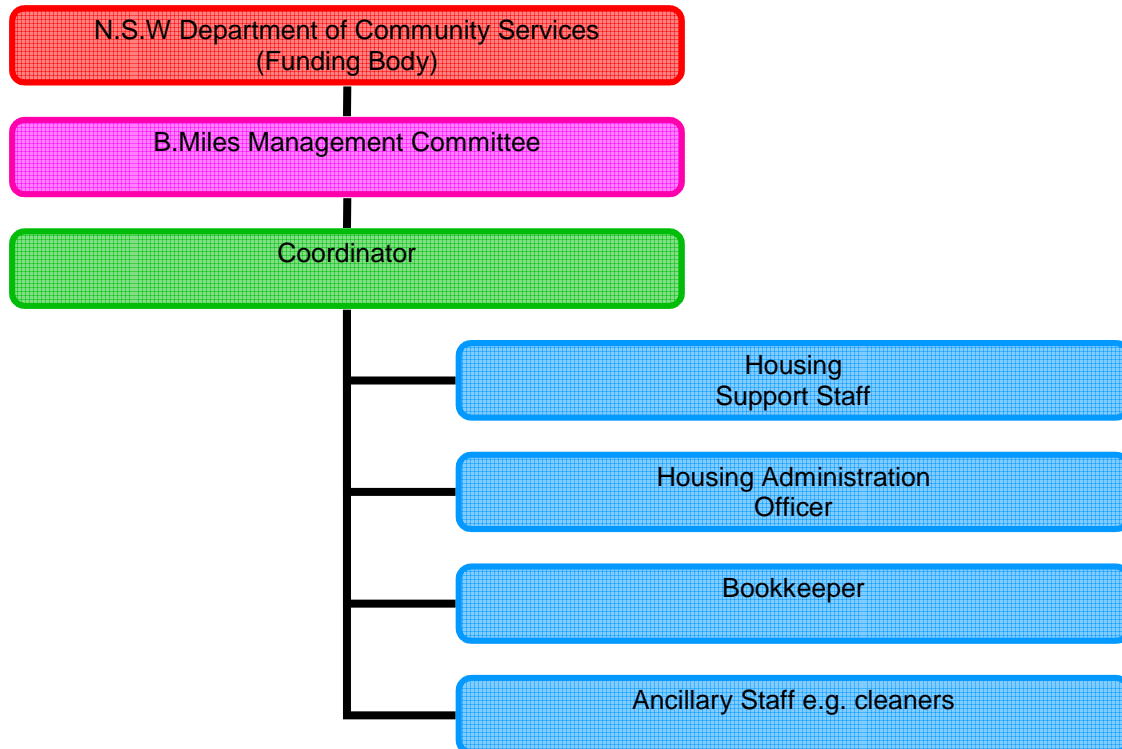 N.S.W Department of Community Services
(Funding Body)
B.Miles Management Committee
Coordinator
Housing
Support Staff
Housing Administration
Officer
Bookkeeper
Ancillary Staff e.g. cleaners